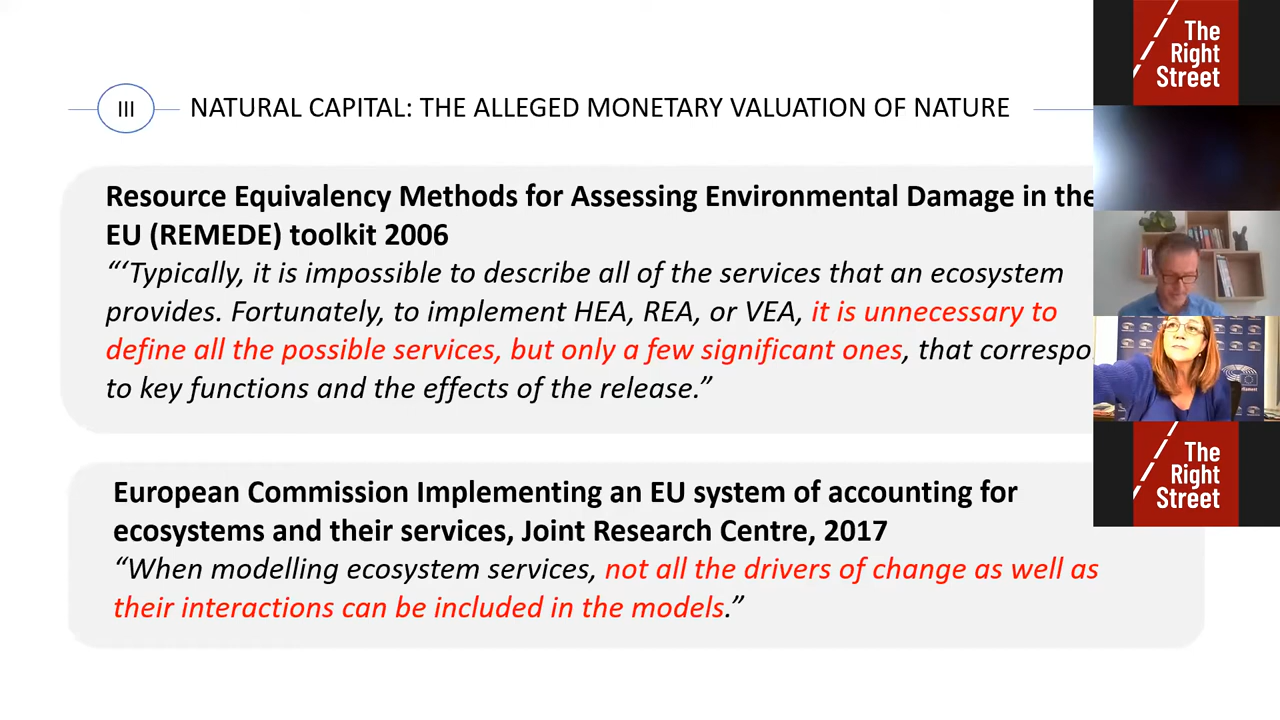 III
NATURAL CAPITAL: THE ALLEGED MONETARY VALUATION OF NATURE
Resource Equivalency Methods for Assessing Environmental Damage in the
EU (REMEDE) toolkit 2006
“‘Typically, it is impossible to describe all of the services that an ecosystem
provides. Fortunately, to implement HEA, REA, or VEA, it is unnecessary to
define all the possible services, but only a few significant ones, that correspo
to key functions and the effects of the release.”
European Commission Implementing an EU system of accounting for
ecosystems and their services, Joint Research Centre, 2017
“When modelling ecosystem services, not all the drivers of change as well as
their interactions can be included in the models.”
The
Right
Street
The
Right
Street